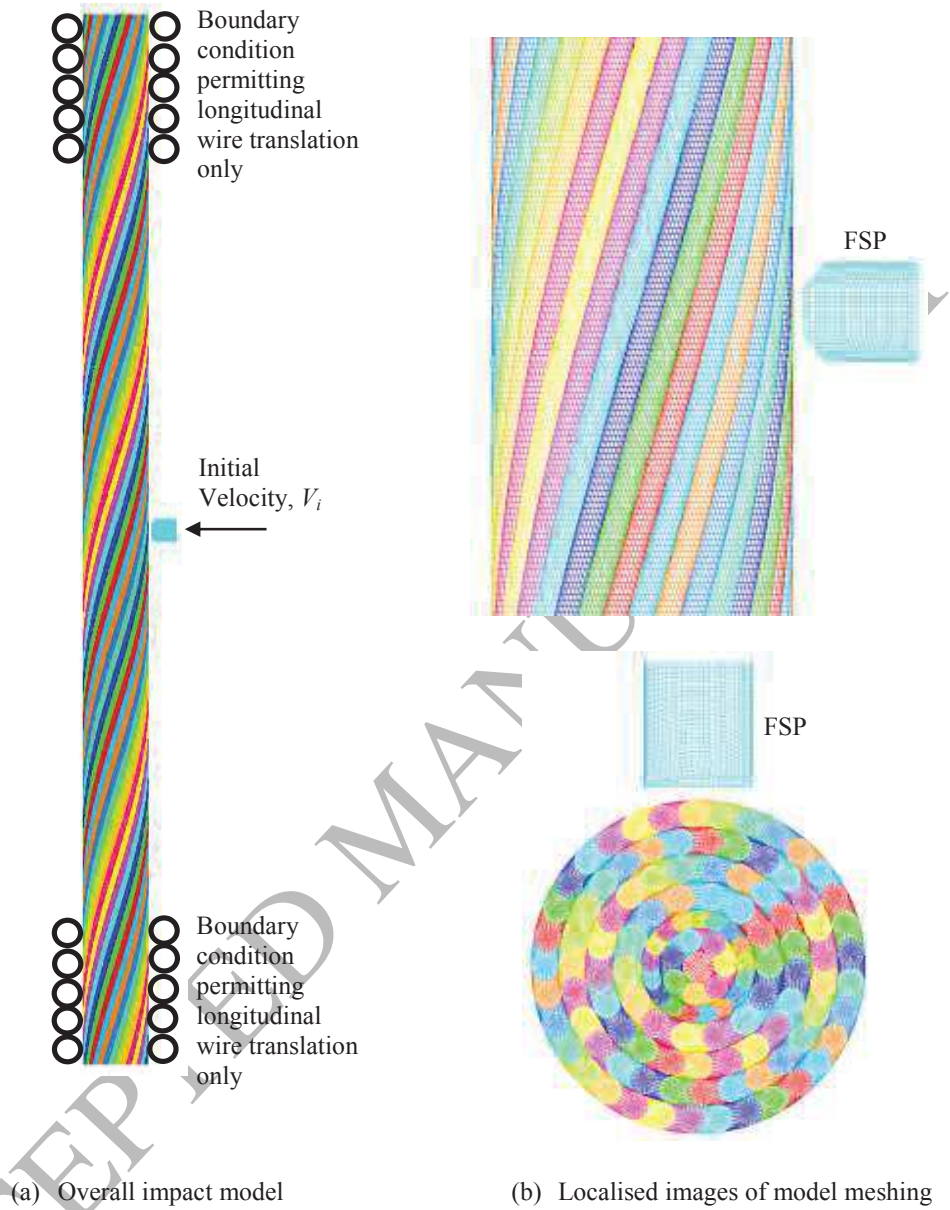 Boundary
condition
permitting
longitudinal
wire translation
only
Initial
Velocity, Vi
Boundary
condition
permitting
longitudinal
wire translation
only
(a) Overall impact model
FSP
FSP
(b) Localised images of model meshing